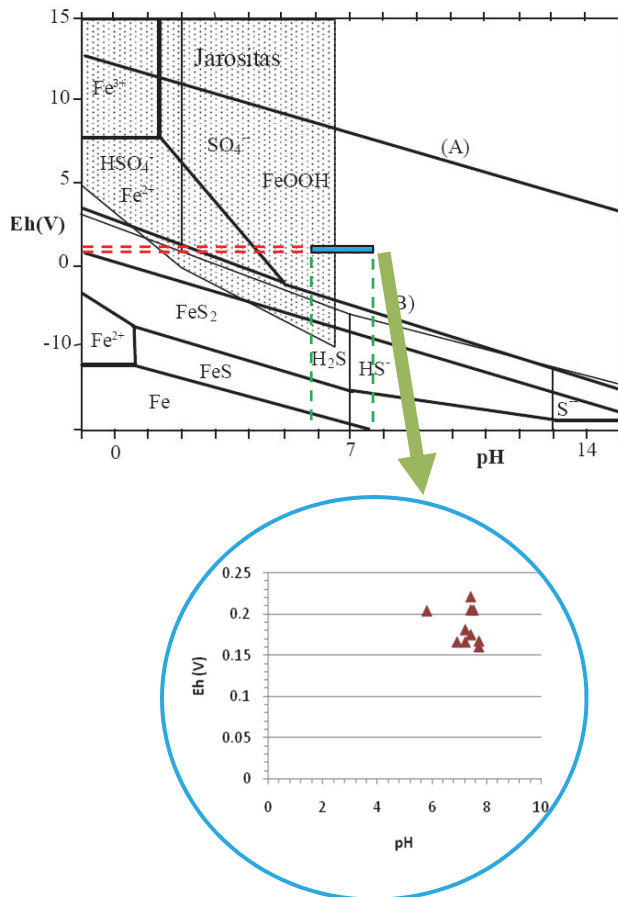 15
Jarositas
Fe3+
10
(A)
SO4--
HSO4-
FeOOH
5
Fe2+
Eh(V)
0
B)
FeS2
-10
Fe2+
H2S
HS-
FeS
Fe
S--
0
7
pH
14
0.25
0.2
0.15
Eh (V)
0.1
0.05
0
0
2
4
6
8
10
pH